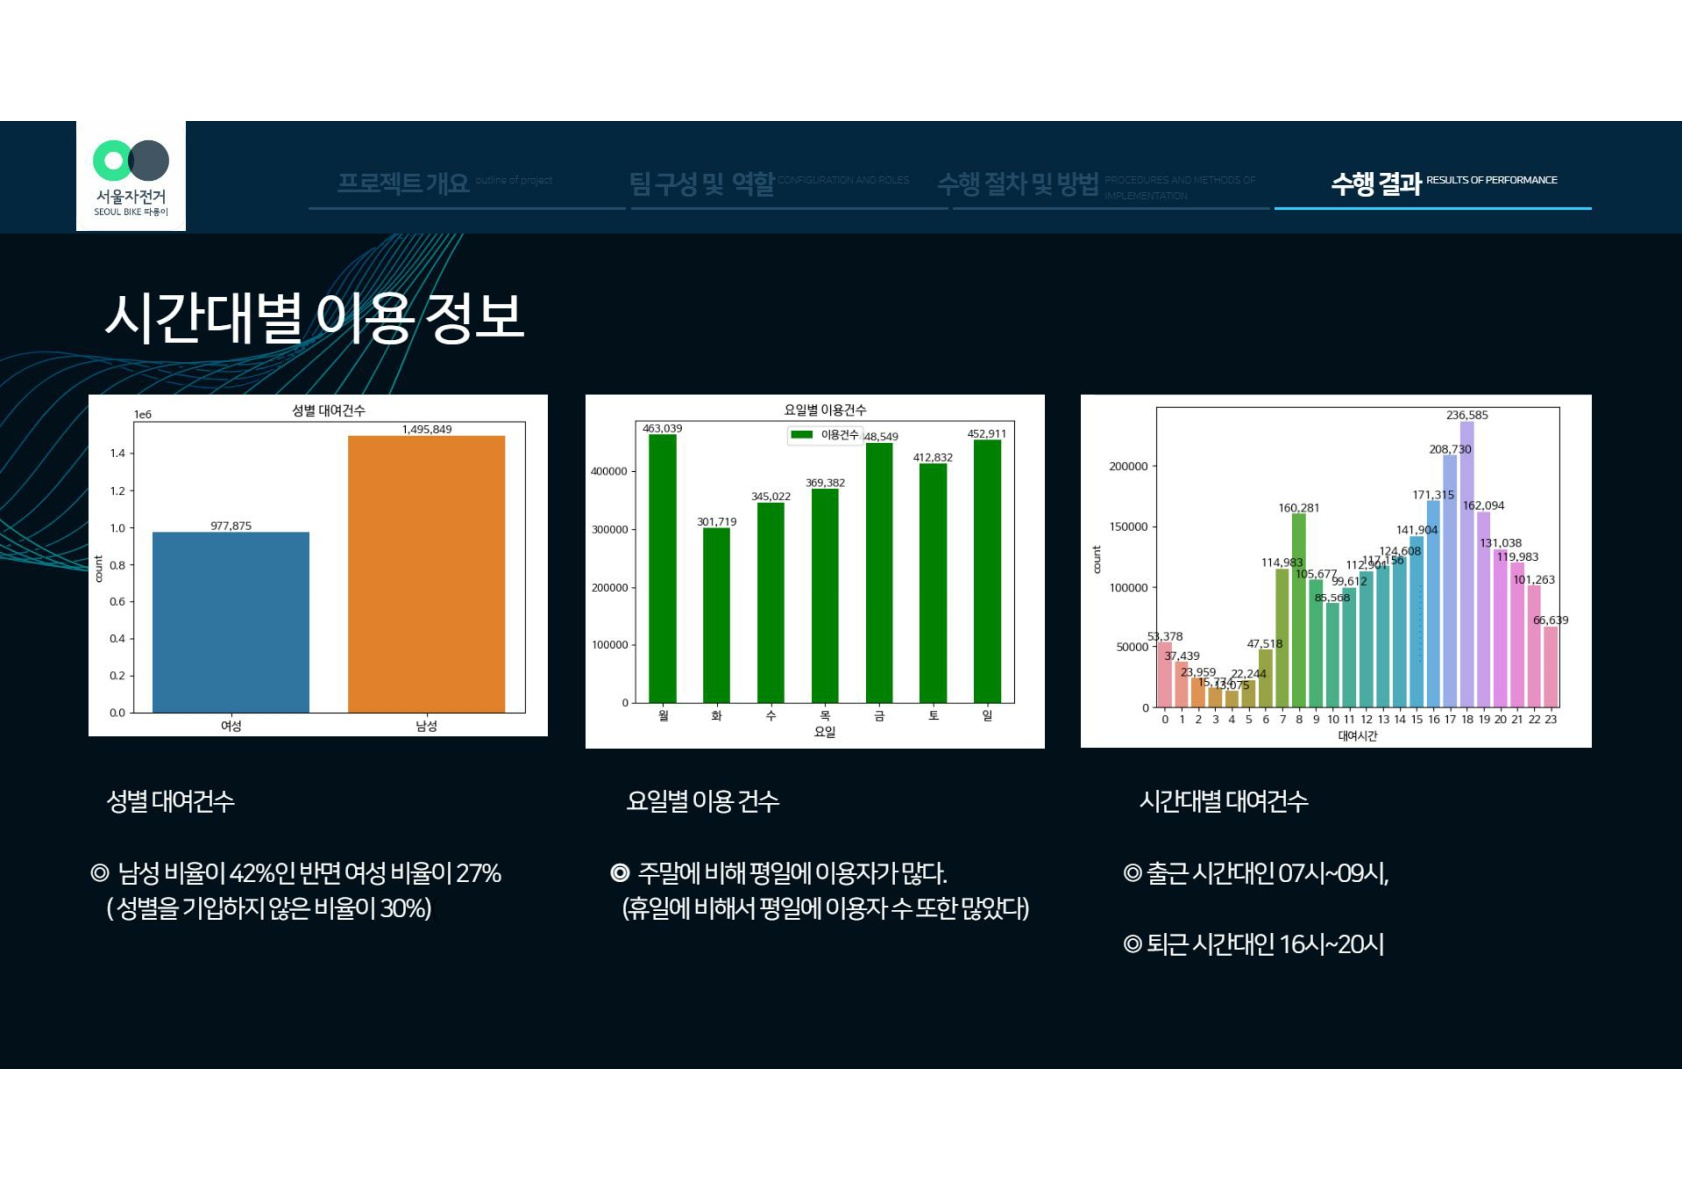 서울자전거
SEOUL BIKE 따릉이
프로젝트 개요 outline of project
팀 구성 및 역할 CONFIGURATION AND ROLES
수행 절차 및 방법 PROCEDURES AND METHODS OF IMPLEMENTATION
수행 결과 RESULTS OF PERFORMANCE
시간대별 이용 정보
1e6
성별 대여건수
1,495,849
977,875
1.4
1.2
1.0
0.8
0.6
0.4
0.2
0.0
count
여성 남성
요일별 이용건수
이용건수
463,039
301,719
345,022
369,382
48,549
412,832
452,911
400000
300000
200000
100000
0
월 화 수 목 금 토 일
요일
200000
150000
100000
50000
0
count
53,378
37,439
23,959
13,075
22,244
47,518
114,983
160,281
105,677
85,568
99,612
112,901
117,156
124,608
141,904
171,315
208,730
236,585
162,094
131,038
119,983
101,263
66,639
0 1 2 3 4 5 6 7 8 9 10 11 12 13 14 15 16 17 18 19 20 21 22 23
대여시간
성별 대여건수
◎ 남성 비율이 42%인 반면 여성 비율이 27%
( 성별을 기입하지 않은 비율이 30%)
요일별 이용 건수
◎ 주말에 비해 평일에 이용자가 많다.
(휴일에 비해서 평일에 이용자 수 또한 많았다)
시간대별 대여건수
◎ 출근 시간대인 07시~09시,
◎ 퇴근 시간대인 16시~20시